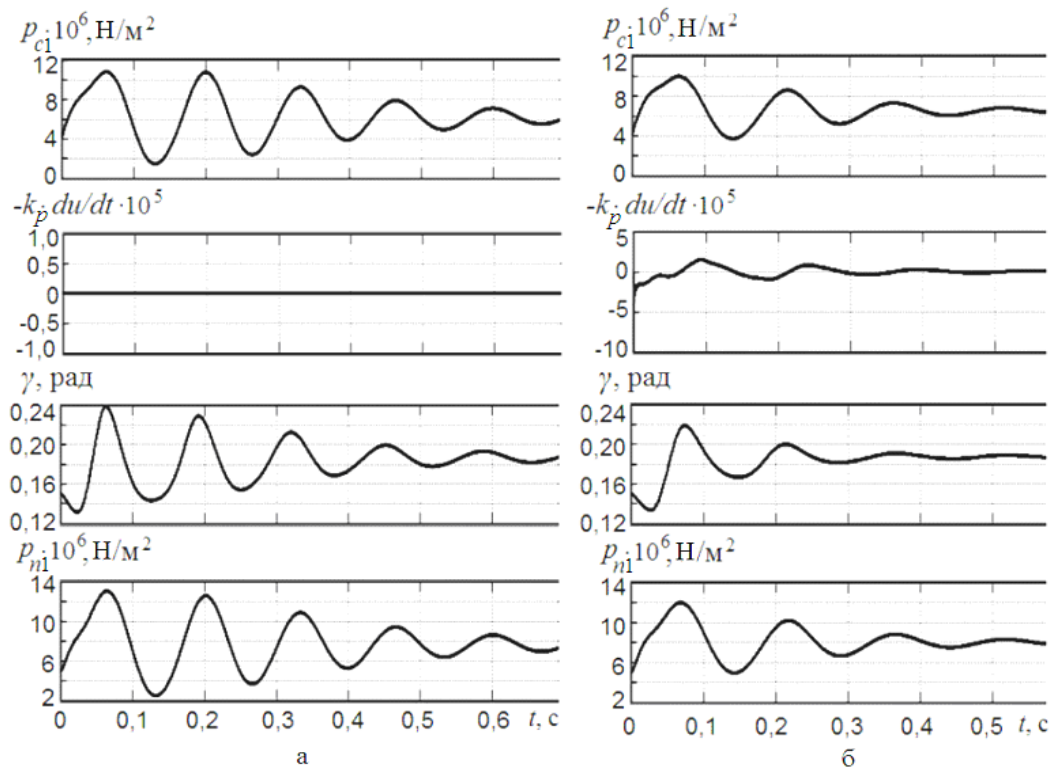 p_c1·10^6, Н/м^2
12
8
4
0
-k_p du/dt·10^5
1,0
0,5
0
-0,5
-1,0
γ, рад
0,24
0,20
0,16
0,12
p_n1·10^6, Н/м^2
14
10
6
2
0 0,1 0,2 0,3 0,4 0,5 0,6 t, с
а
p_c1·10^6, Н/м^2
12
8
4
0
-k_p du/dt·10^5
5
0
-5
-10
γ, рад
0,24
0,20
0,16
0,12
p_n1·10^6, Н/м^2
14
10
6
2
0 0,1 0,2 0,3 0,4 0,5 t, с
б